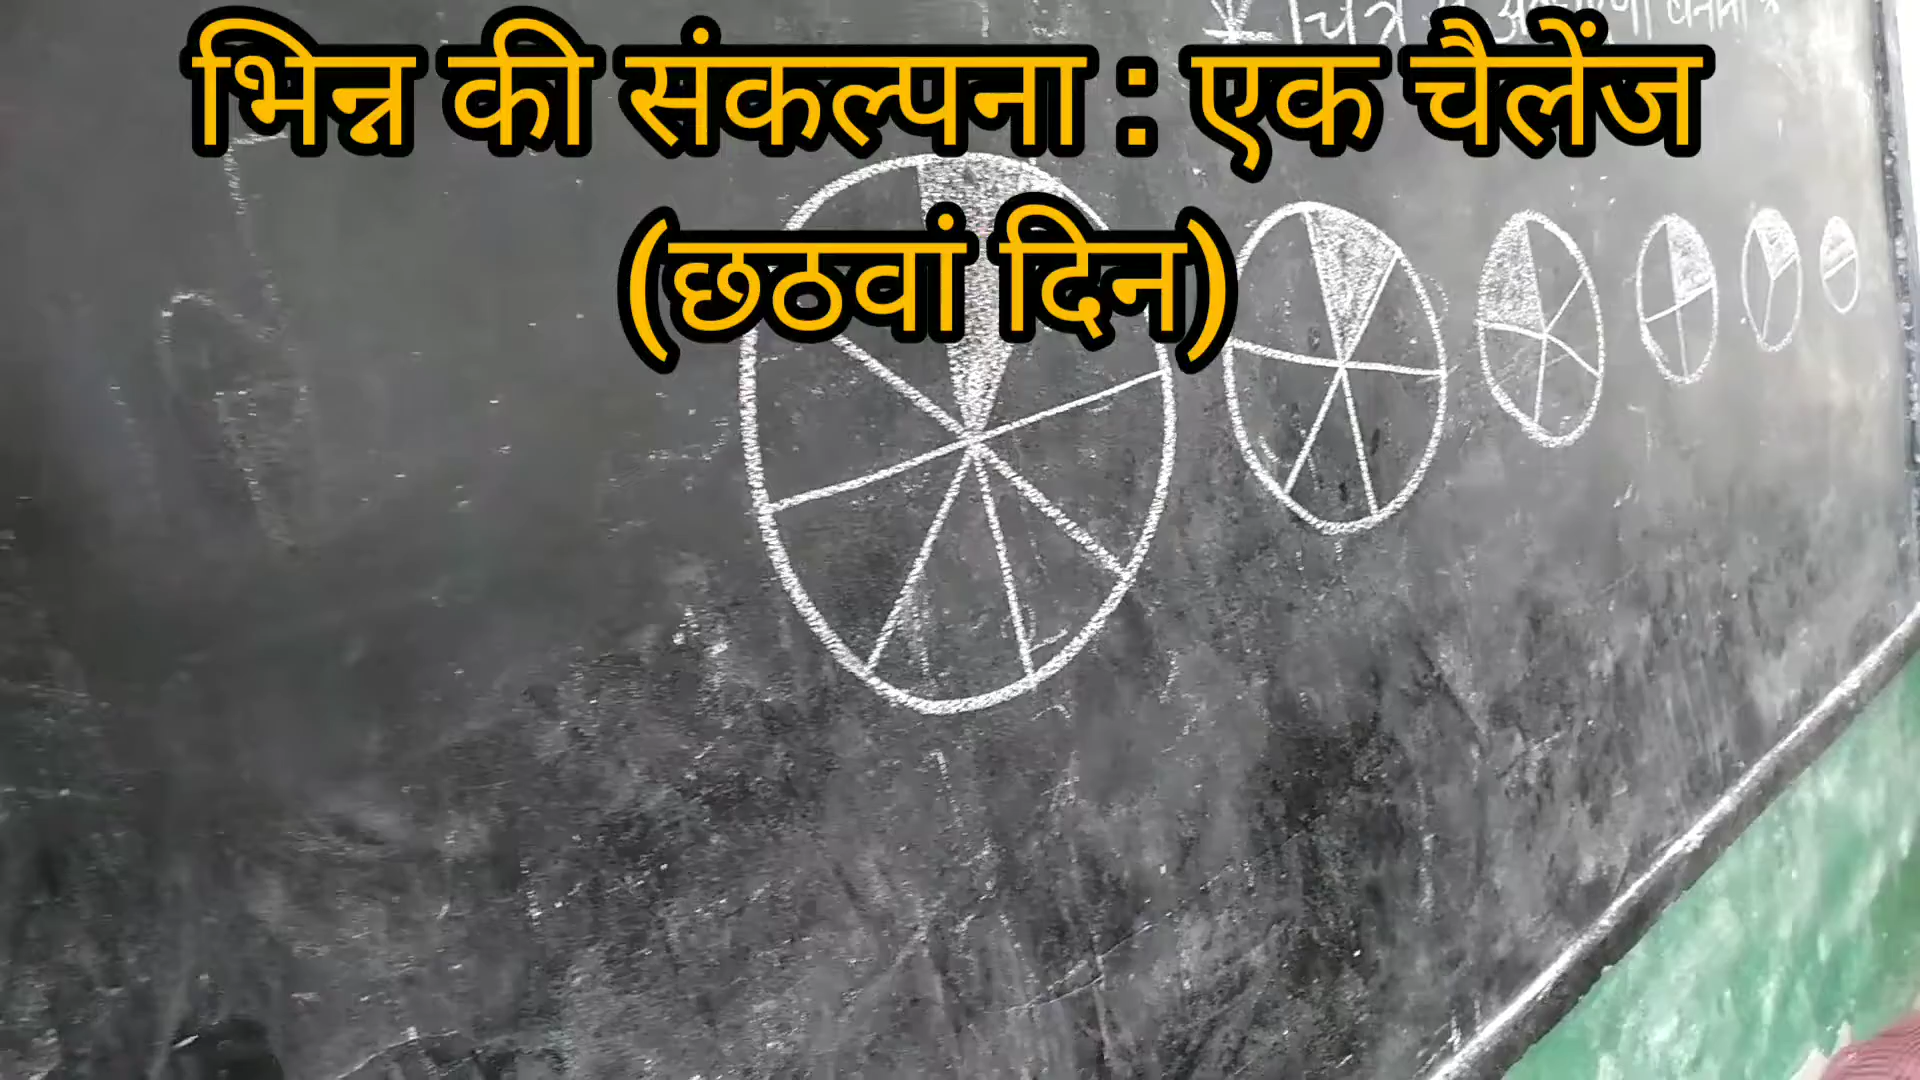 चित्र
भिन्न की संकल्पना : एक चैलेंज
(छठवां दिन)